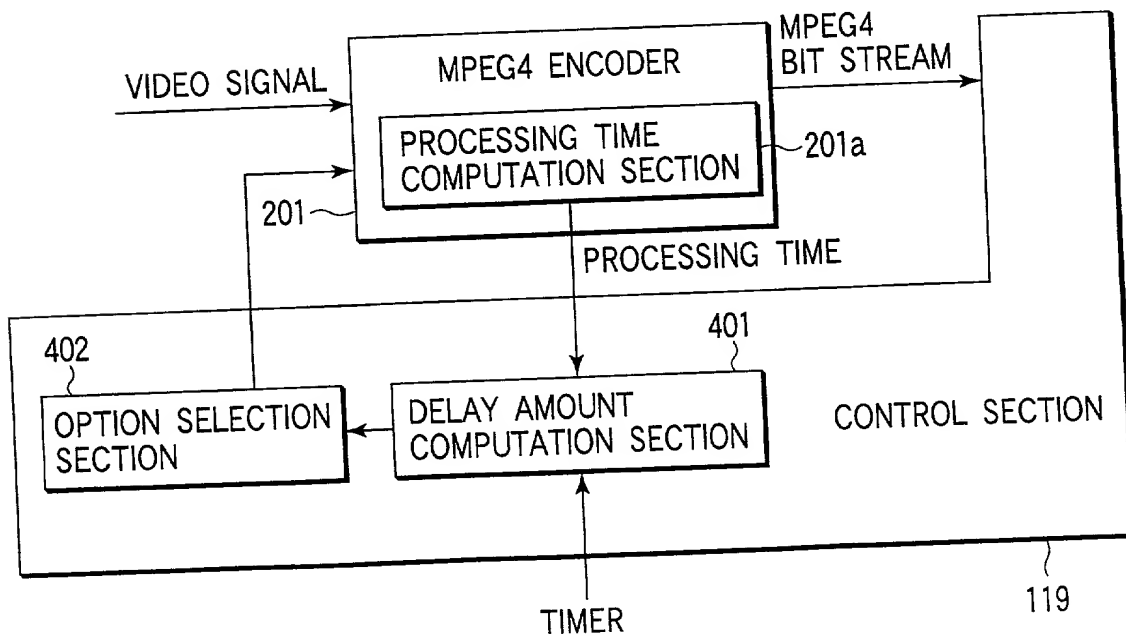 MPEG4
BIT STREAM
MPEG4 ENCODER
VIDEO SIGNAL
PROCESSING TIME
COMPUTATION SECTION
201a
201
PROCESSING TIME
402
401
OPTION SELECTION
SECTION
DELAY AMOUNT
COMPUTATION SECTION
CONTROL SECTION
119
TIMER